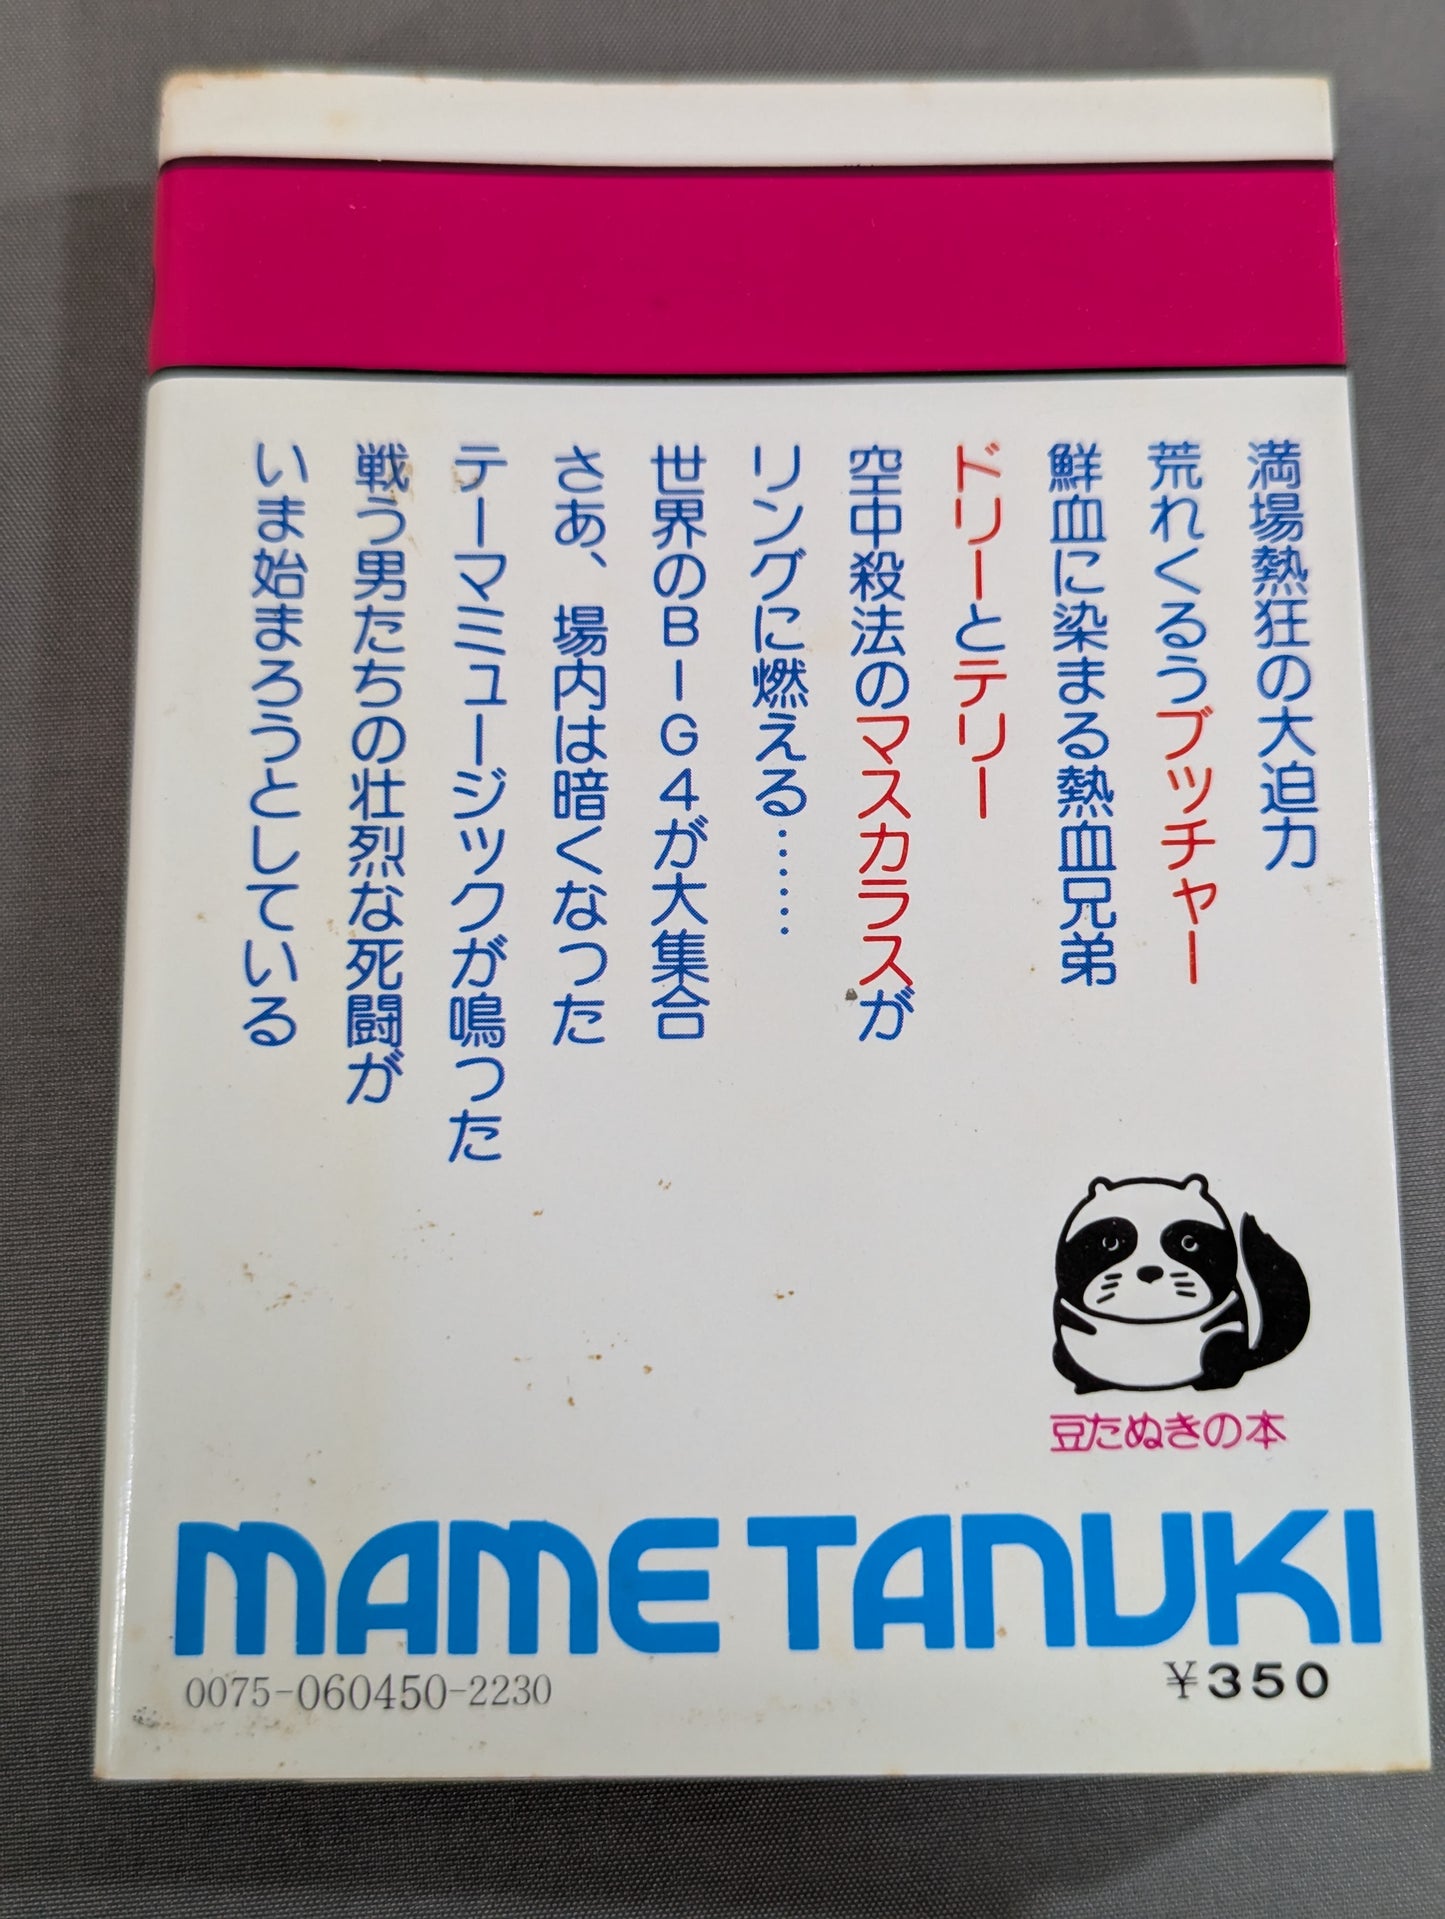 満場熱狂の大迫力
荒れくるうブッチャー
鮮血に染まる熱血兄弟
ドリーとテリー
空中殺法のマスカラスが
リングに燃える……
世界のBIG4が大集合
さあ、場内は暗くなった
テーマミュージックが鳴った
戦う男たちの壮烈な死闘が
いま始まろうとしている
豆たぬきの本
MAME TANUKI
0075-060450-2230
¥350